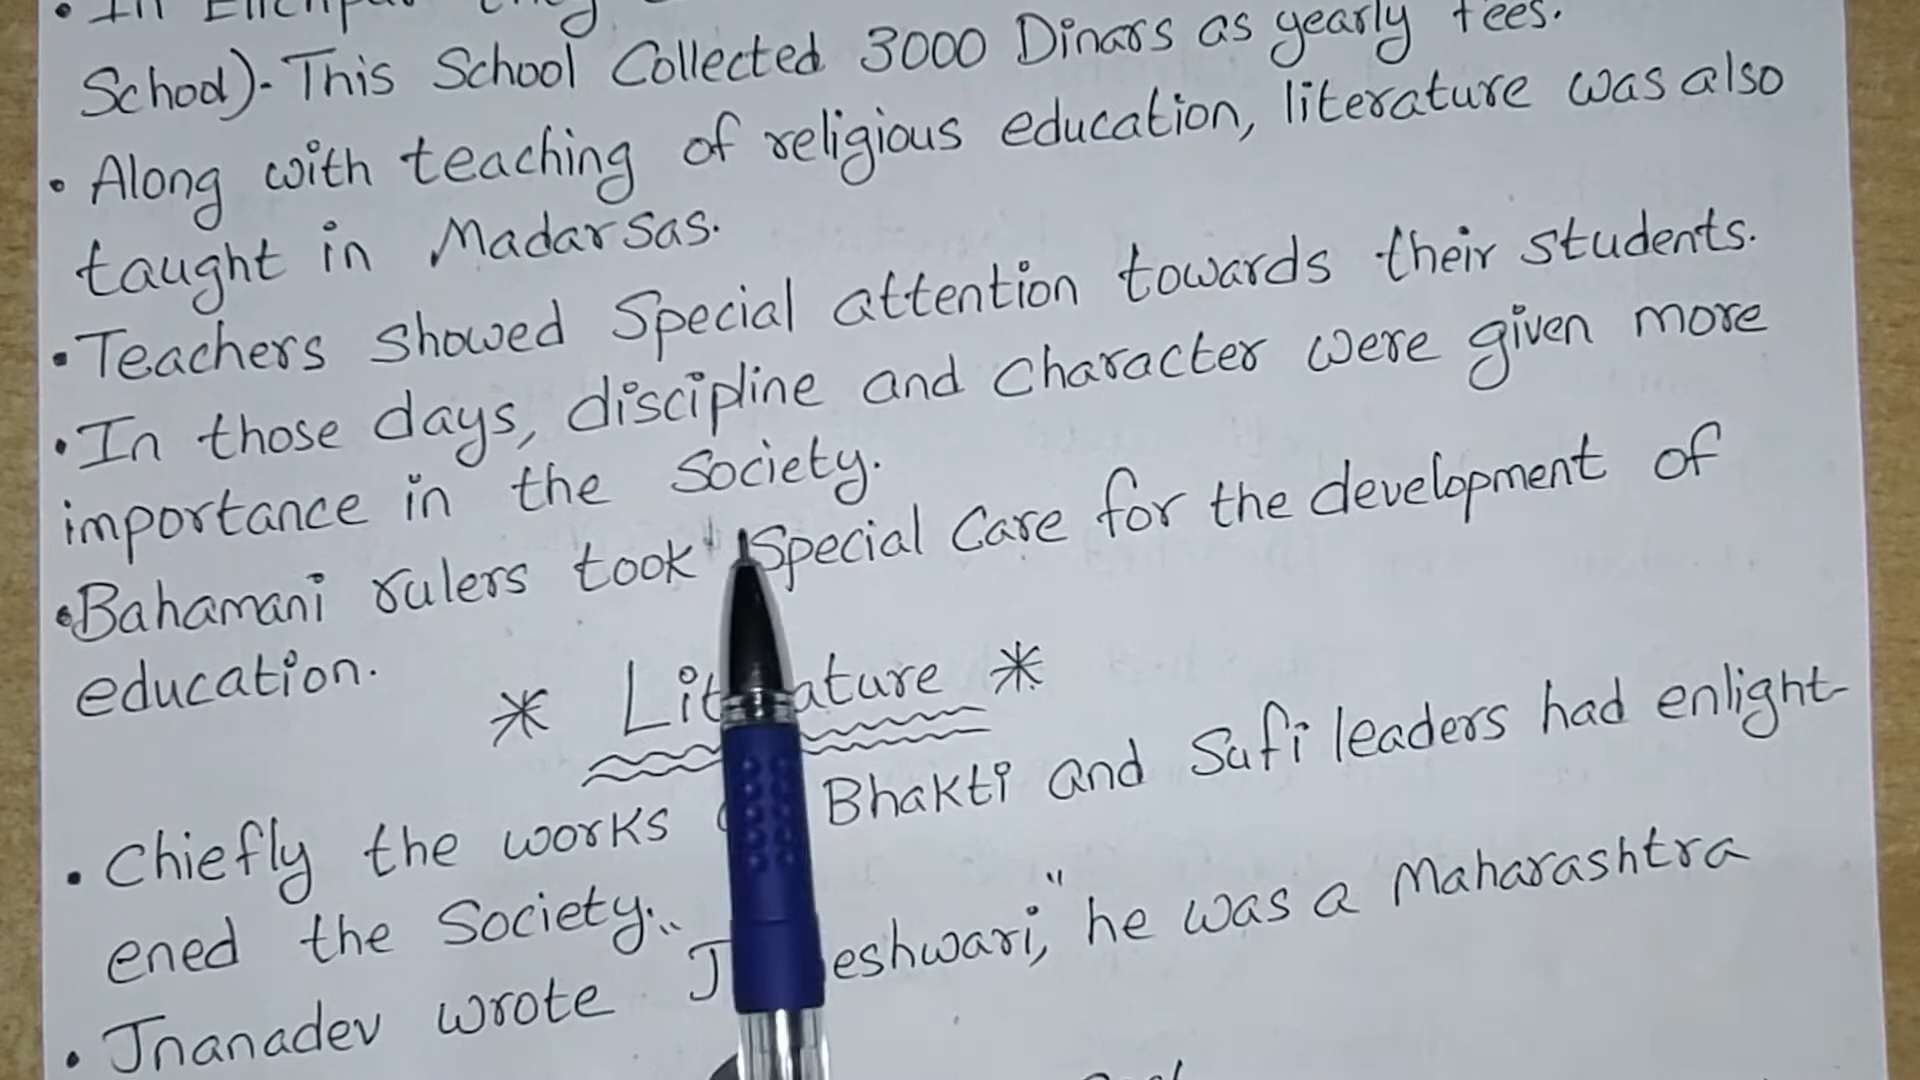 • In
School)- This School Collected 3000 Dinars as yearly fees.
• Along with teaching of religious education, literature was also
taught in Madarsas.
• Teachers showed Special attention towards their students.
• In those days, discipline and character were given more
importance in the Society.
• Bahamani rulers took Special Care for the development of
education.
* Literature *
• Chiefly the works Bhakti and Sufi leaders had enlight-
ened the Society.
• Jnanadev wrote "J eshwari," he was a Maharashtra